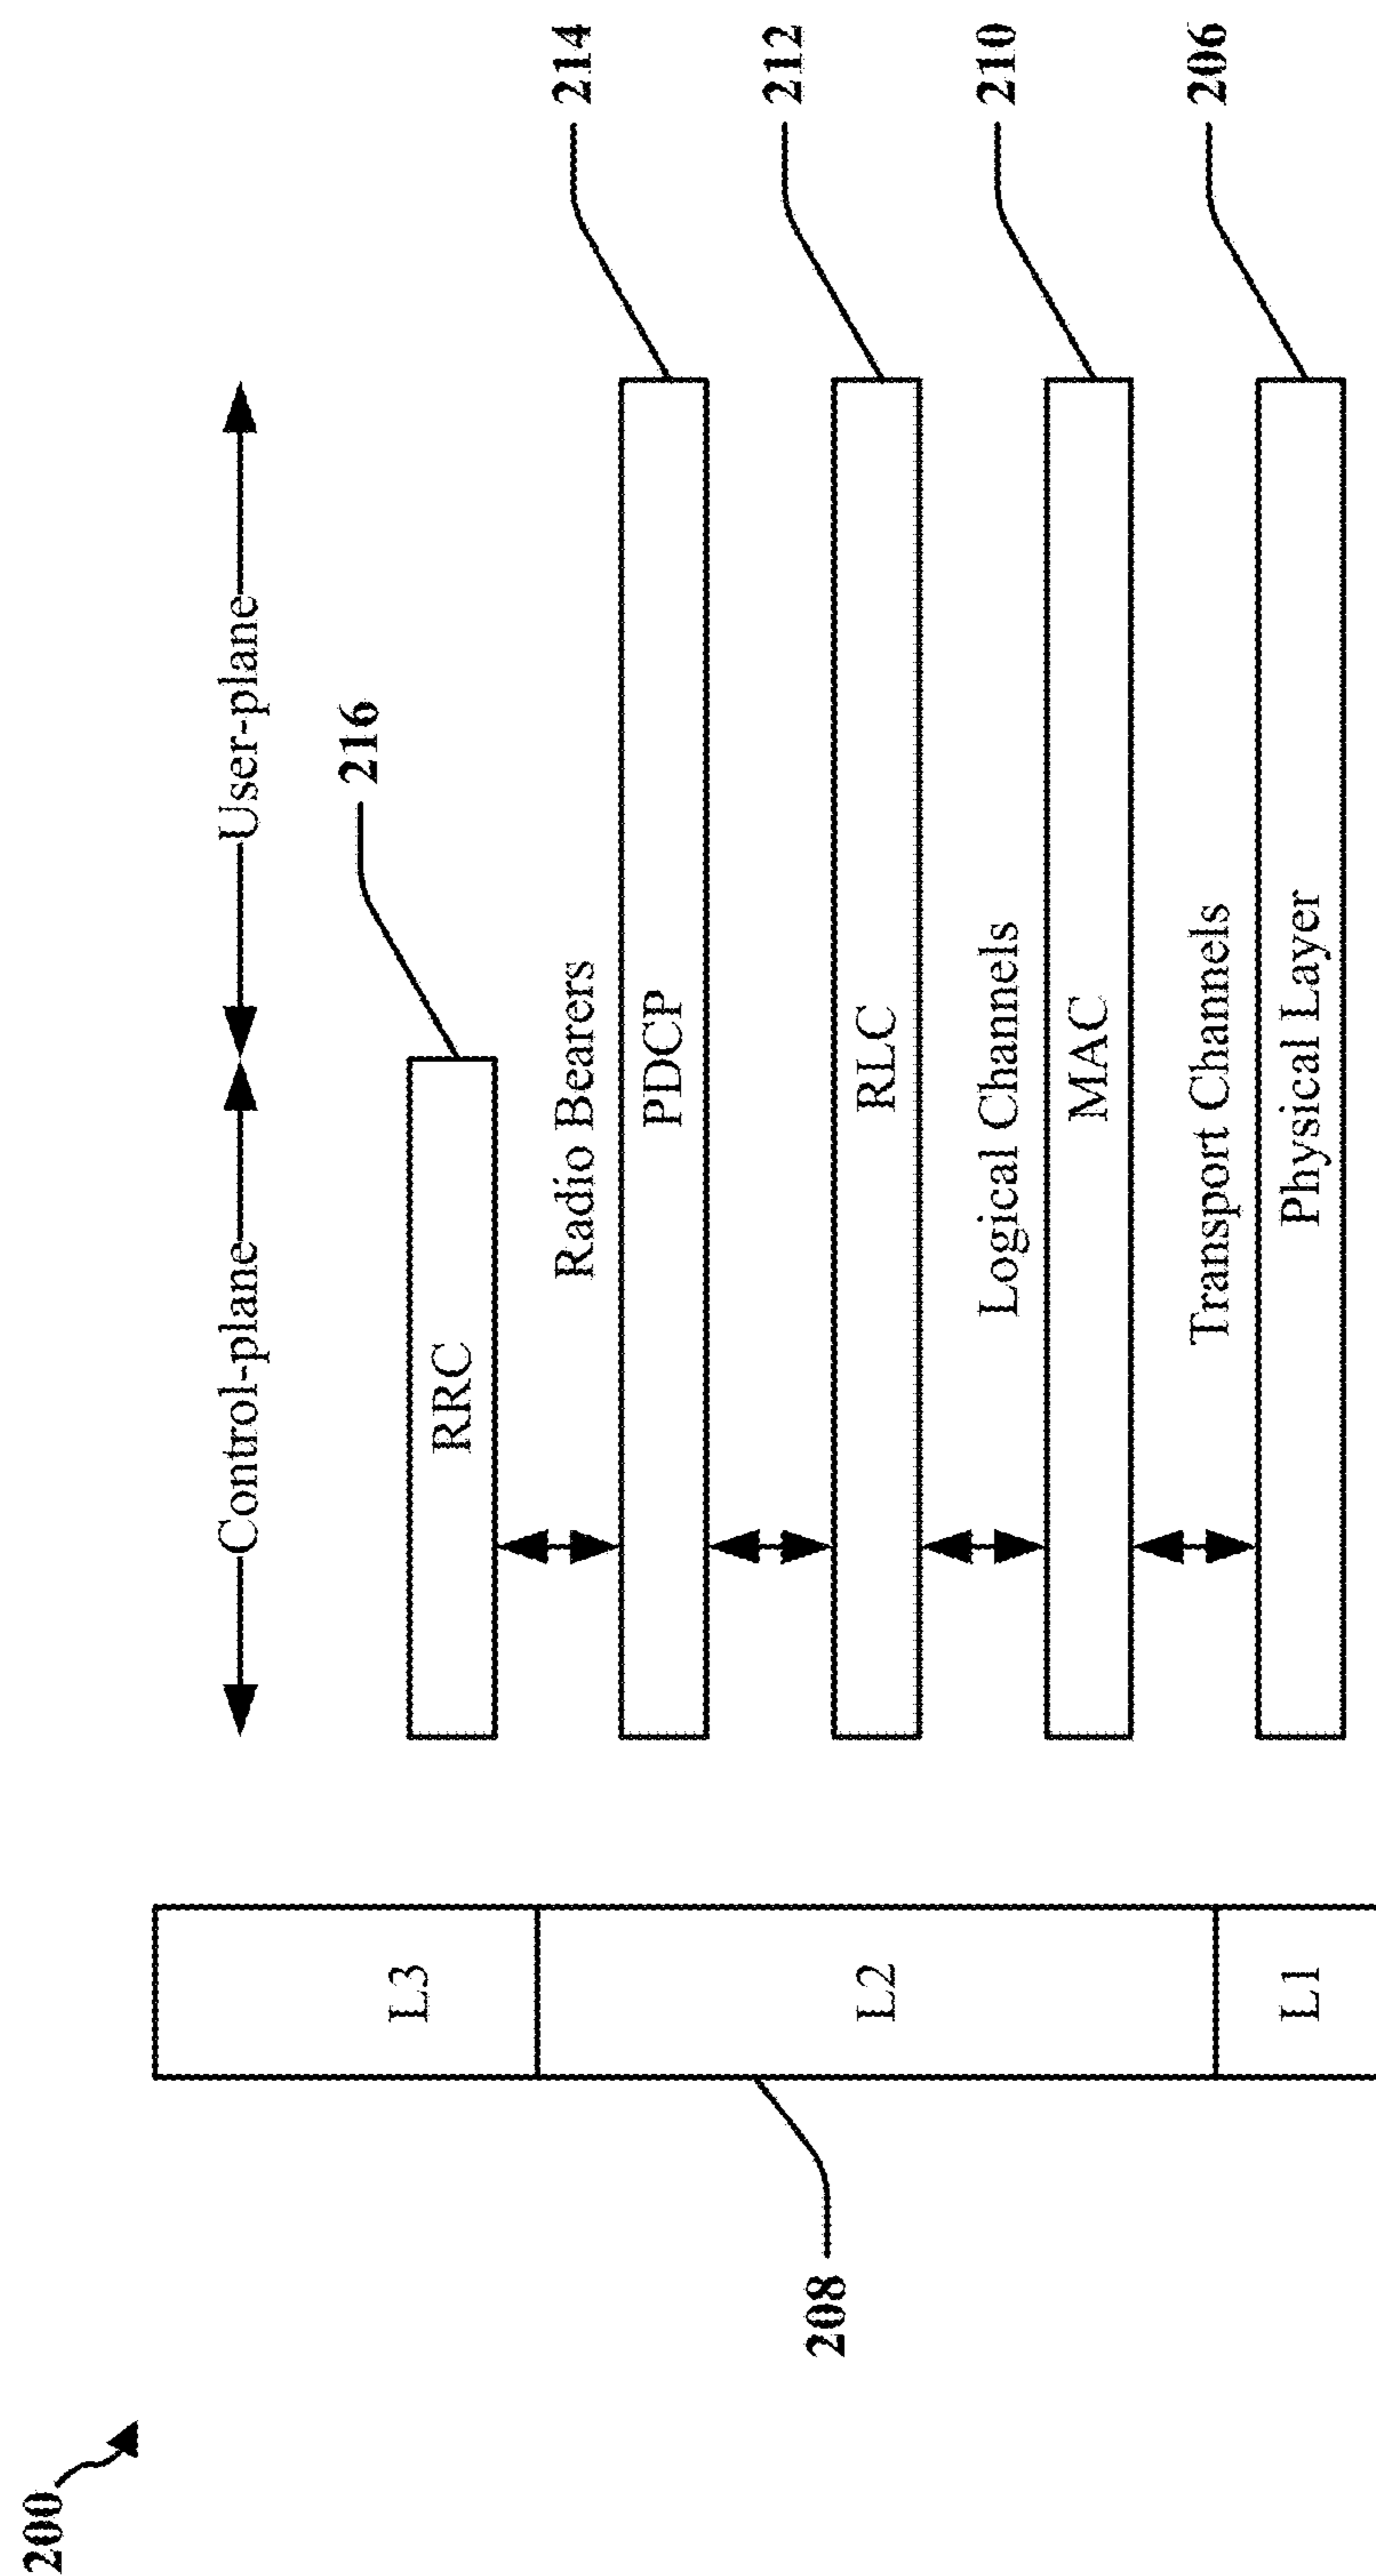 200
Control-plane
User-plane
L3
RRC
216
Radio Bearers
208
L2
PDCP
214
RLC
212
Logical Channels
MAC
210
Transport Channels
L1
Physical Layer
206